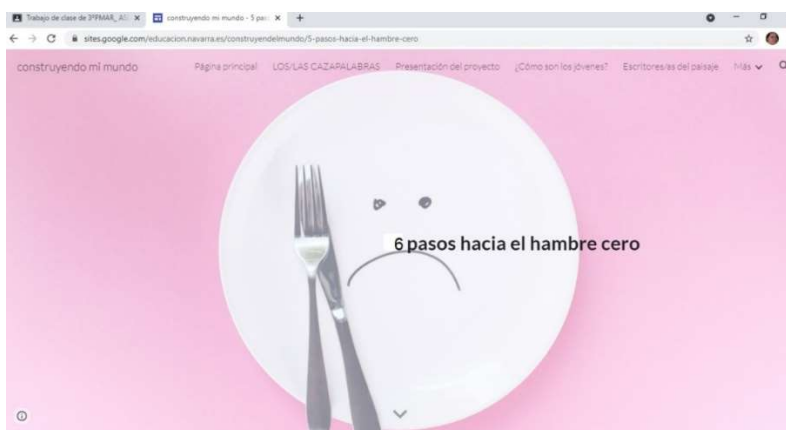 Trabajo de clase de 3ºPMAR_
construyendo mi mundo - 5 pas
sites.google.com/educacion.navarra.es/construyendelmundo/5-pasos-hacia-el-hambre-cero
construyendo mi mundo
Página principal LOS/LAS CAZAPALABRAS Presentación del proyecto ¿Cómo son los jóvenes? Escritores/as del paisaje Más
6 pasos hacia el hambre cero